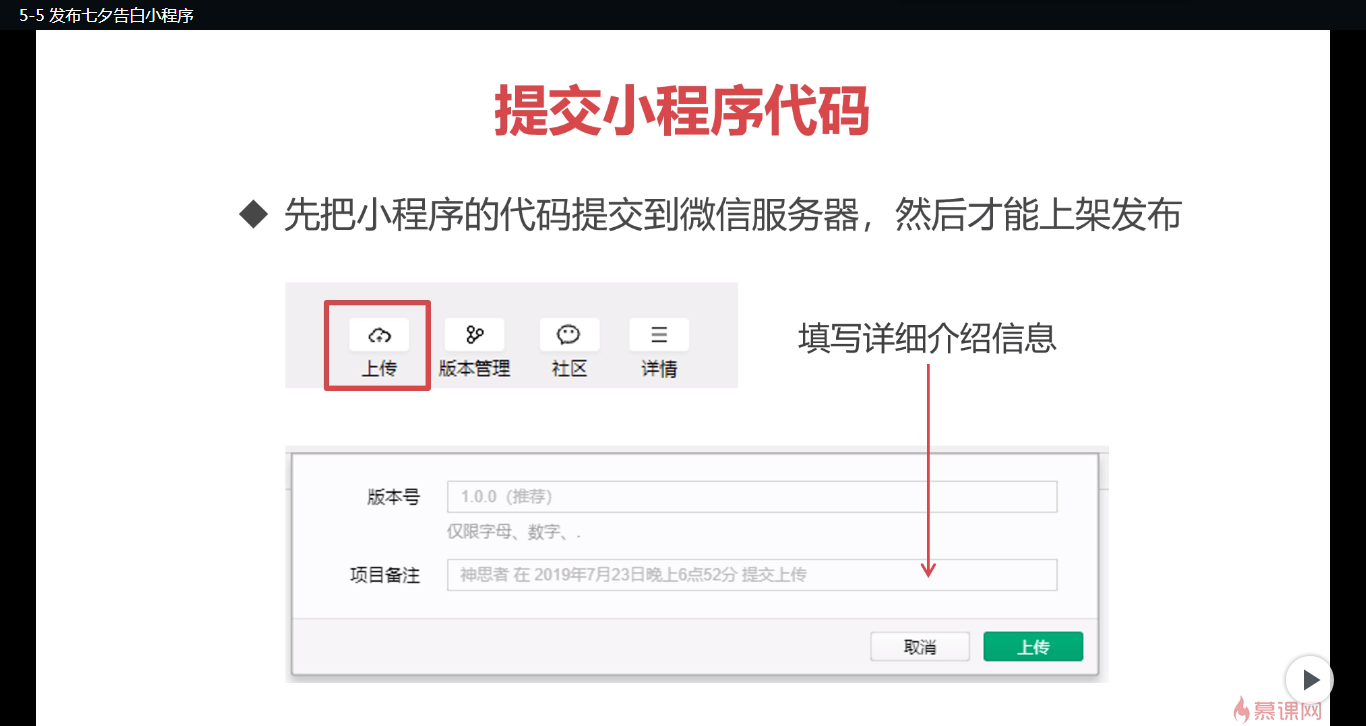 5-5 发布七夕告白小程序
提交小程序代码
◆ 先把小程序的代码提交到微信服务器，然后才能上架发布
上传 版本管理 社区 详情
填写详细介绍信息
版本号 1.0.0（推荐）
仅限字母、数字、.
项目备注 神思者 在 2019年7月23日晚上6点52分 提交上传
取消 上传
慕课网